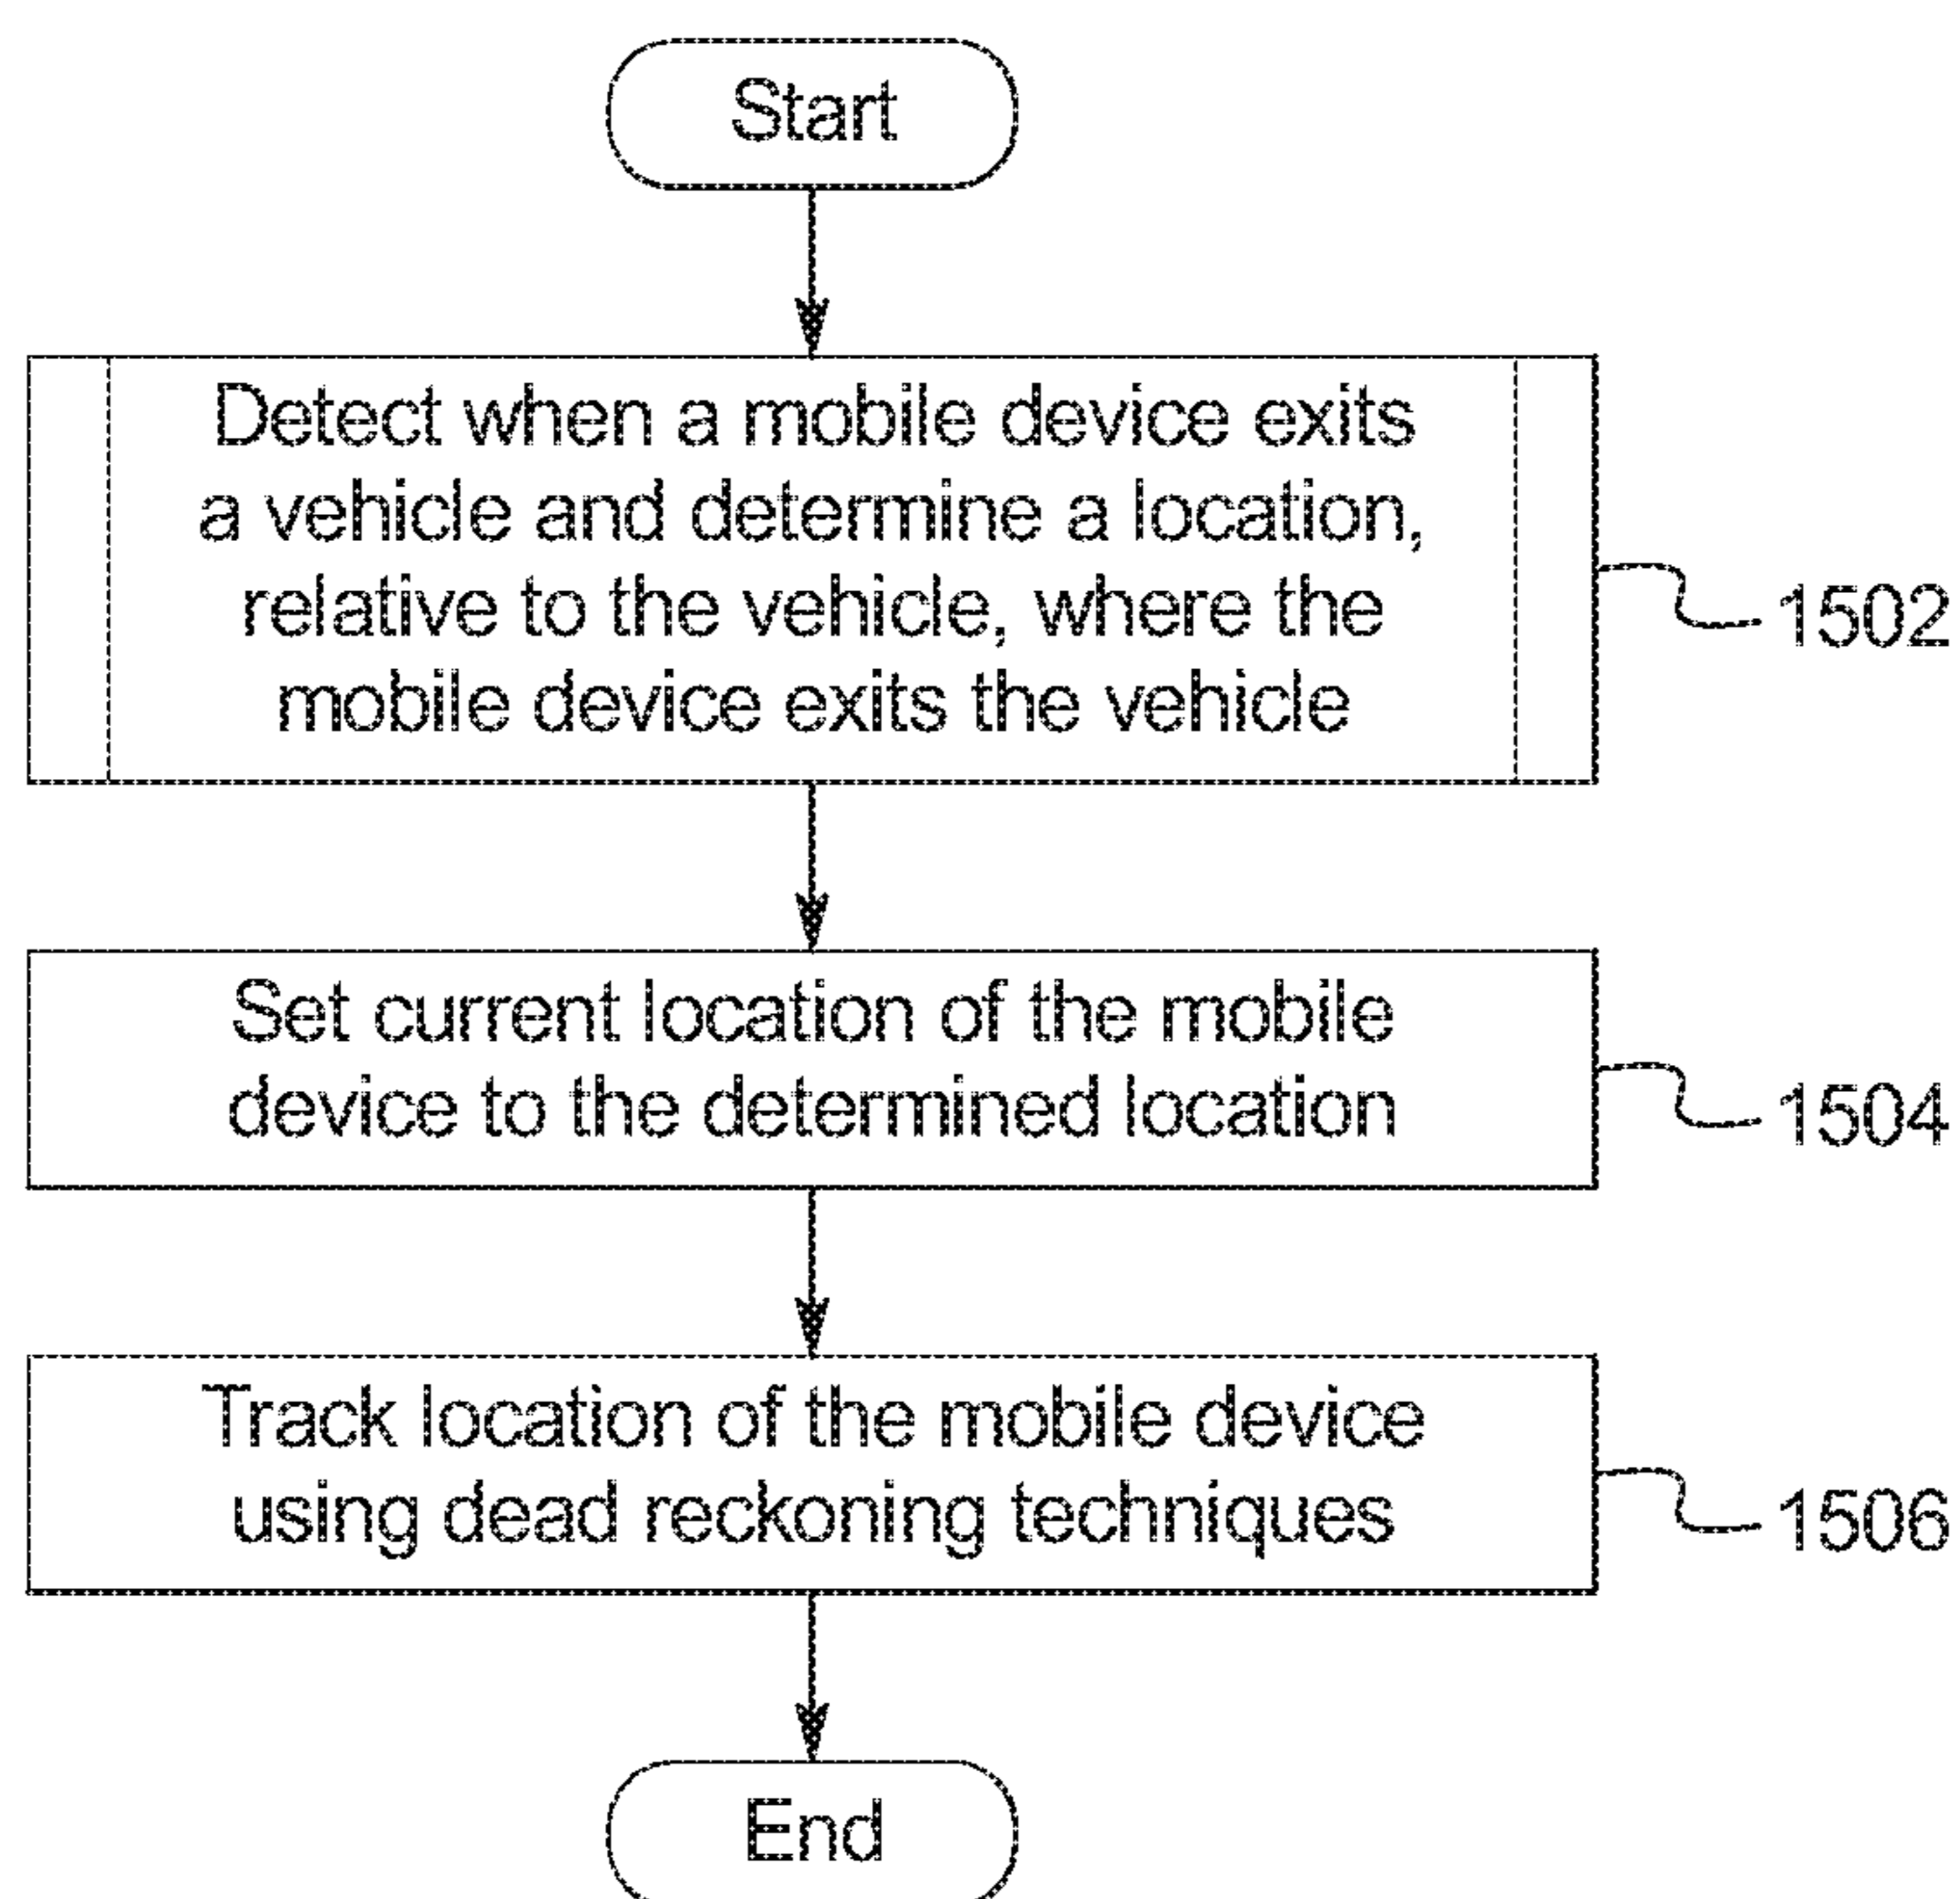 Start
Detect when a mobile device exits
a vehicle and determine a location,
relative to the vehicle, where the
mobile device exits the vehicle
1502
Set current location of the mobile
device to the determined location
1504
Track location of the mobile device
using dead reckoning techniques
1506
End